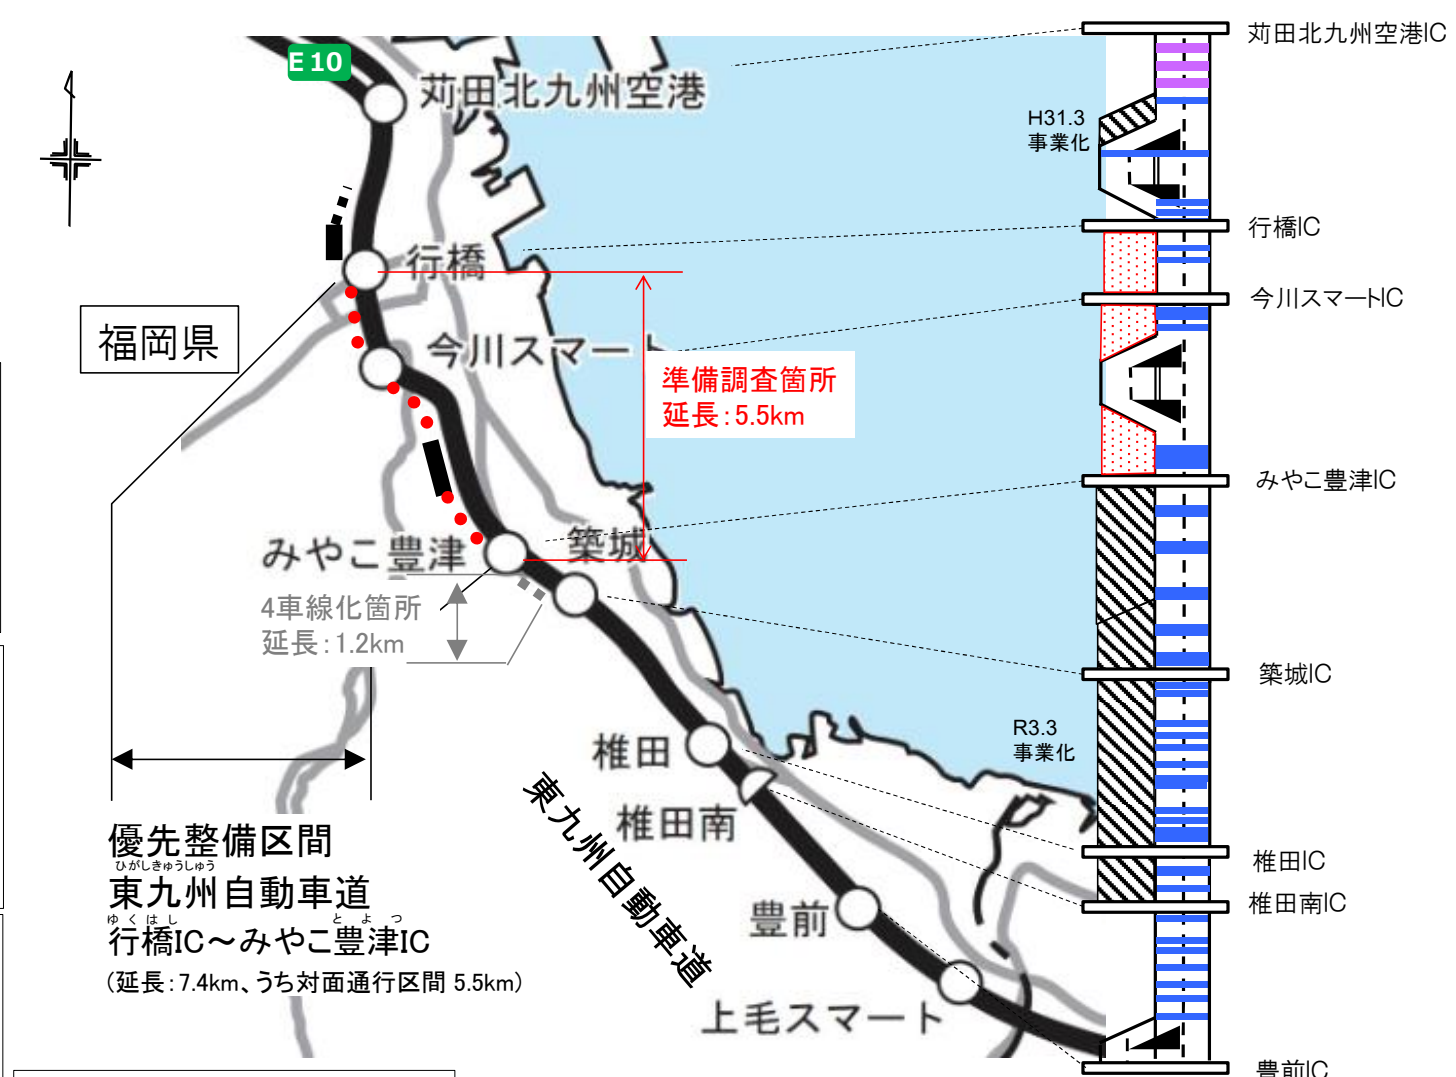 E10
苅田北九州空港
行橋
今川スマート
福岡県
準備調査箇所
延長：5.5km
みやこ豊津
築城
4車線化箇所
延長：1.2km
椎田
椎田南
東九州自動車道
豊前
上毛スマート
優先整備区間
ひがしきゅうしゅう
東九州自動車道
ゆくはし とよつ
行橋IC～みやこ豊津IC
（延長：7.4km、うち対面通行区間 5.5km）
苅田北九州空港IC
H31.3
事業化
行橋IC
今川スマートIC
みやこ豊津IC
築城IC
R3.3
事業化
椎田IC
椎田南IC
豊前IC